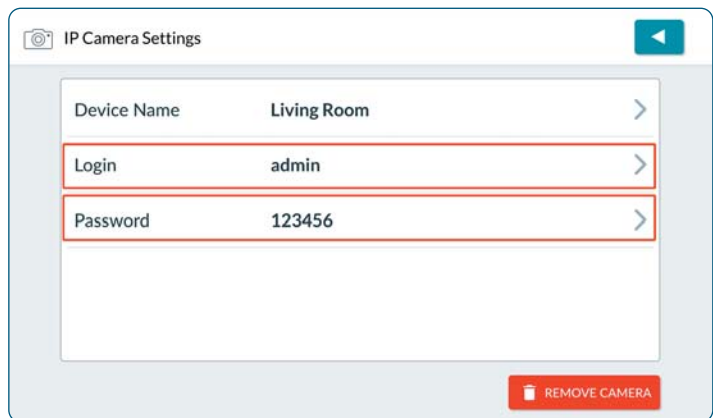 IP Camera Settings
Device Name Living Room
Login admin
Password 123456
REMOVE CAMERA